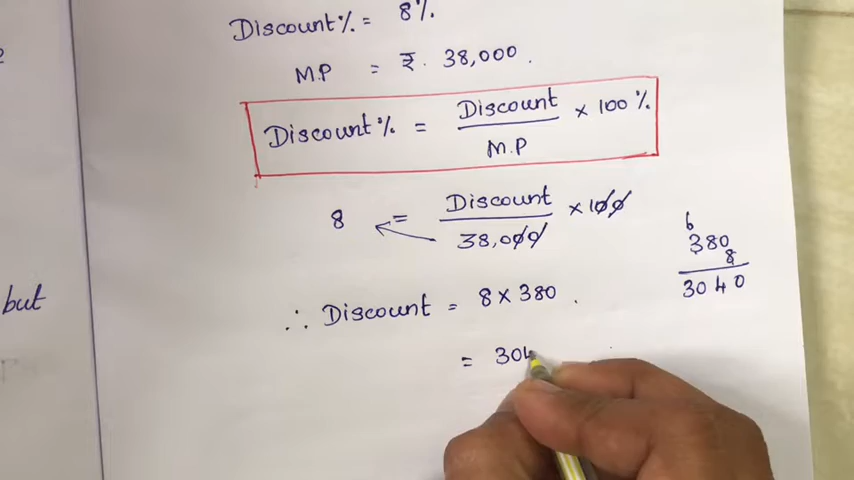 Discount% = 8%.
M.P = ₹. 38,000.
Discount% = Discount / M.P × 100%
8 = Discount / 38,000 × 100
∴ Discount = 8 × 380.
= 304
6
380
8
3040
but